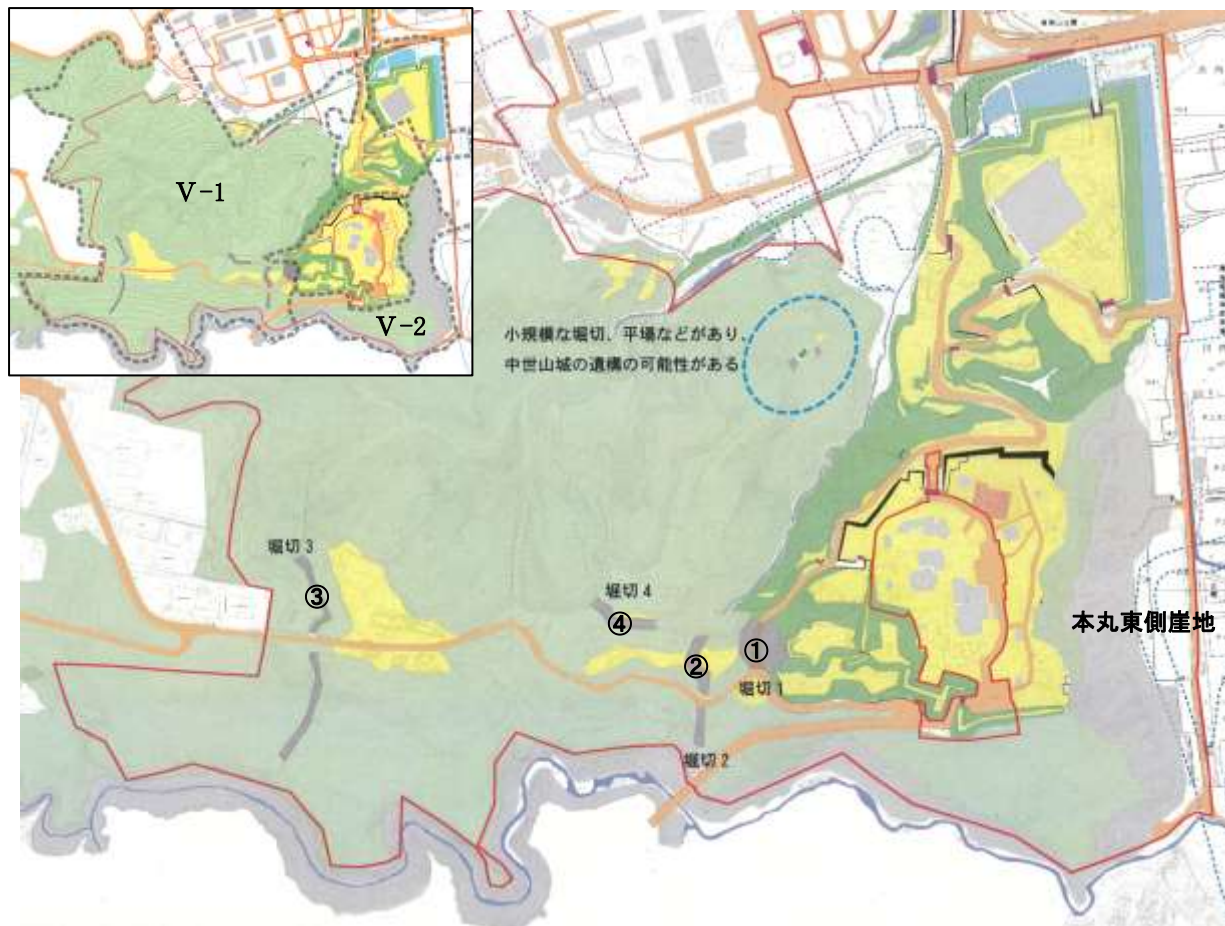 V-1
V-2
小規模な堀切、平場などがあり、
中世山城の遺構の可能性がある
堀切 3
③
堀切 4
④
②
①
堀切 1
堀切 2
本丸東側崖地